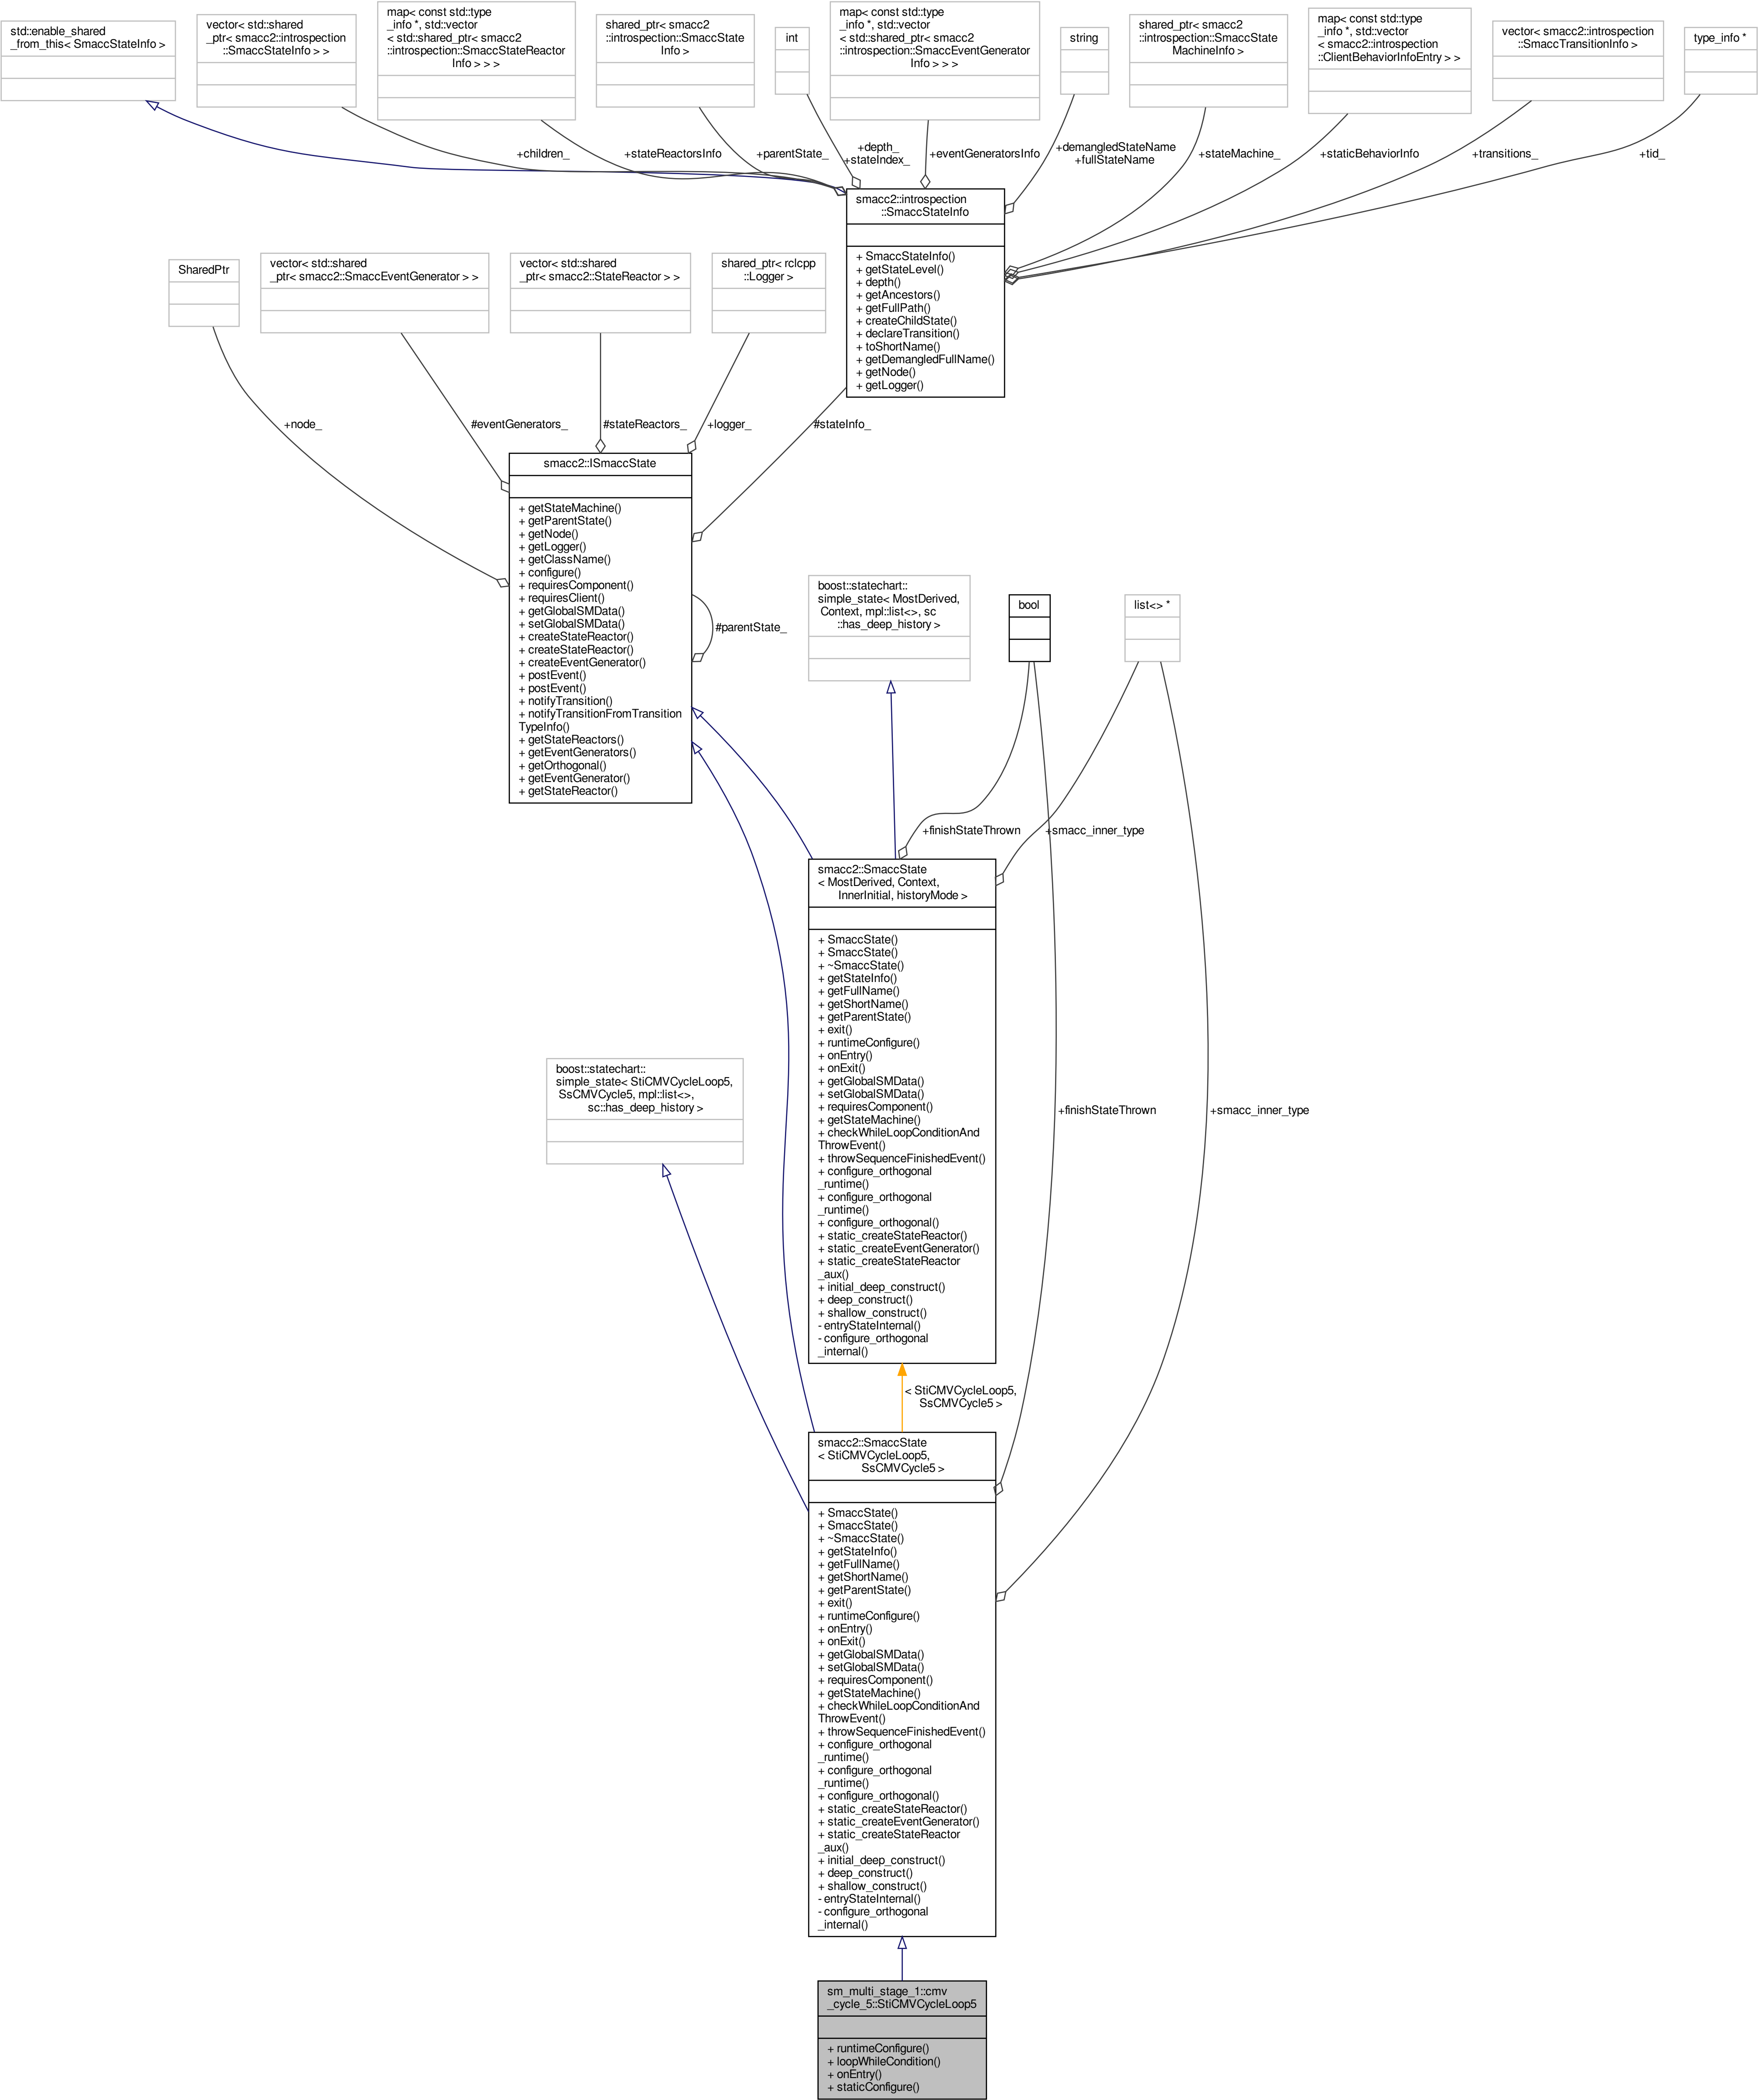 std::enable_shared
_from_this< SmaccStateInfo >
vector< std::shared
_ptr< smacc2::introspection
::SmaccStateInfo > >
map< const std::type
_info *, std::vector
< std::shared_ptr< smacc2
::introspection::SmaccStateReactor
Info > > >
shared_ptr< smacc2
::introspection::SmaccState
Info >
int
map< const std::type
_info *, std::vector
< std::shared_ptr< smacc2
::introspection::SmaccEventGenerator
Info > > >
string
shared_ptr< smacc2
::introspection::SmaccState
MachineInfo >
map< const std::type
_info *, std::vector
< smacc2::introspection
::ClientBehaviorInfoEntry > >
vector< smacc2::introspection
::SmaccTransitionInfo >
type_info *
+children_
+stateReactorsInfo
+parentState_
+depth_
+stateIndex_
+eventGeneratorsInfo
+demangledStateName
+fullStateName
+stateMachine_
+staticBehaviorInfo
+transitions_
+tid_
smacc2::introspection
::SmaccStateInfo
+ SmaccStateInfo()
+ getStateLevel()
+ depth()
+ getAncestors()
+ getFullPath()
+ createChildState()
+ declareTransition()
+ toShortName()
+ getDemangledFullName()
+ getNode()
+ getLogger()
SharedPtr
vector< std::shared
_ptr< smacc2::SmaccEventGenerator > >
vector< std::shared
_ptr< smacc2::StateReactor > >
shared_ptr< rclcpp
::Logger >
+node_
#eventGenerators_
#stateReactors_
+logger_
#stateInfo_
smacc2::ISmaccState
+ getStateMachine()
+ getParentState()
+ getNode()
+ getLogger()
+ getClassName()
+ configure()
+ requiresComponent()
+ requiresClient()
+ getGlobalSMData()
+ setGlobalSMData()
+ createStateReactor()
+ createStateReactor()
+ createEventGenerator()
+ postEvent()
+ postEvent()
+ notifyTransition()
+ notifyTransitionFromTransition
TypeInfo()
+ getStateReactors()
+ getEventGenerators()
+ getOrthogonal()
+ getEventGenerator()
+ getStateReactor()
#parentState_
boost::statechart::
simple_state< MostDerived,
Context, mpl::list<>, sc
::has_deep_history >
bool
list<> *
+finishStateThrown
+smacc_inner_type
smacc2::SmaccState
< MostDerived, Context,
InnerInitial, historyMode >
+ SmaccState()
+ SmaccState()
+ ~SmaccState()
+ getStateInfo()
+ getFullName()
+ getShortName()
+ getParentState()
+ exit()
+ runtimeConfigure()
+ onEntry()
+ onExit()
+ getGlobalSMData()
+ setGlobalSMData()
+ requiresComponent()
+ getStateMachine()
+ checkWhileLoopConditionAnd
ThrowEvent()
+ throwSequenceFinishedEvent()
+ configure_orthogonal
_runtime()
+ configure_orthogonal
_runtime()
+ configure_orthogonal()
+ static_createStateReactor()
+ static_createEventGenerator()
+ static_createStateReactor
_aux()
+ initial_deep_construct()
+ deep_construct()
+ shallow_construct()
- entryStateInternal()
- configure_orthogonal
_internal()
boost::statechart::
simple_state< StiCMVCycleLoop5,
SsCMVCycle5, mpl::list<>,
sc::has_deep_history >
+finishStateThrown
+smacc_inner_type
< StiCMVCycleLoop5,
SsCMVCycle5 >
smacc2::SmaccState
< StiCMVCycleLoop5,
SsCMVCycle5 >
+ SmaccState()
+ SmaccState()
+ ~SmaccState()
+ getStateInfo()
+ getFullName()
+ getShortName()
+ getParentState()
+ exit()
+ runtimeConfigure()
+ onEntry()
+ onExit()
+ getGlobalSMData()
+ setGlobalSMData()
+ requiresComponent()
+ getStateMachine()
+ checkWhileLoopConditionAnd
ThrowEvent()
+ throwSequenceFinishedEvent()
+ configure_orthogonal
_runtime()
+ configure_orthogonal
_runtime()
+ configure_orthogonal()
+ static_createStateReactor()
+ static_createEventGenerator()
+ static_createStateReactor
_aux()
+ initial_deep_construct()
+ deep_construct()
+ shallow_construct()
- entryStateInternal()
- configure_orthogonal
_internal()
sm_multi_stage_1::cmv
_cycle_5::StiCMVCycleLoop5
+ runtimeConfigure()
+ loopWhileCondition()
+ onEntry()
+ staticConfigure()